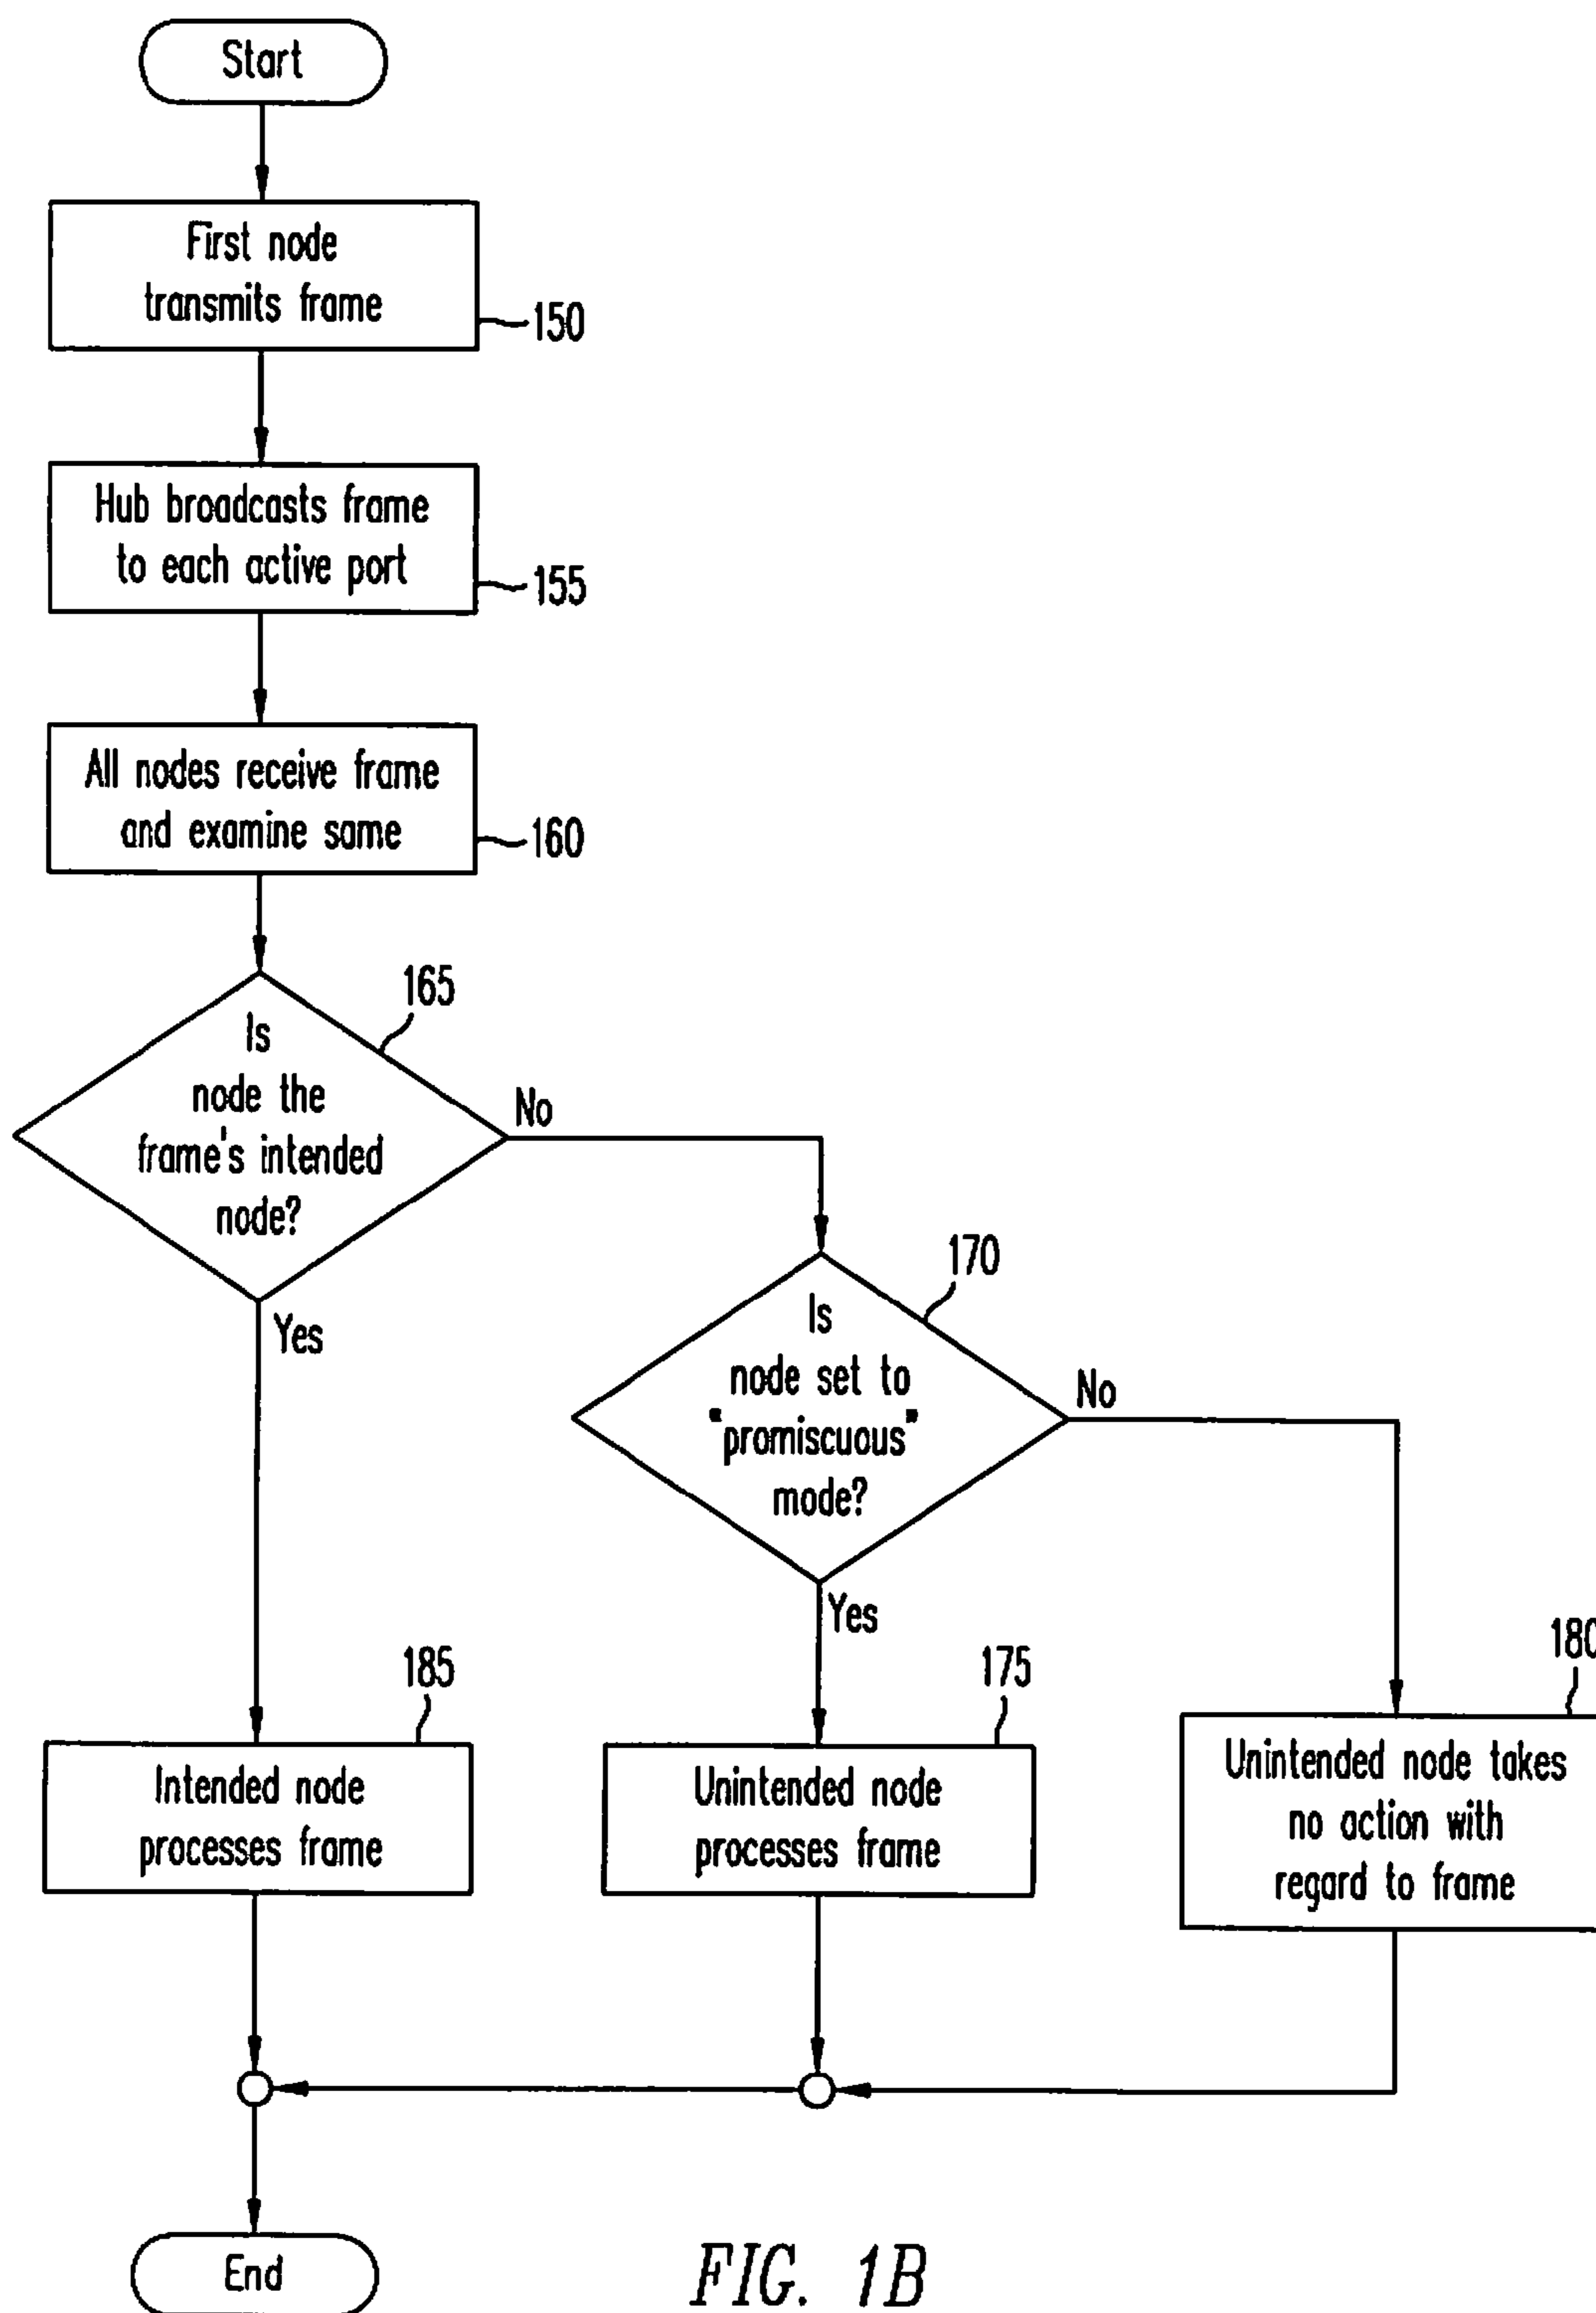 Start
First node
transmits frame
150
Hub broadcasts frame
to each active port
155
All nodes receive frame
and examine same
160
165
Is
node the
frame's intended
node?
No
Yes
170
Is
node set to
"promiscuous"
mode?
No
Yes
185
Intended node
processes frame
175
Unintended node
processes frame
180
Unintended node takes
no action with
regard to frame
End
FIG. 1B